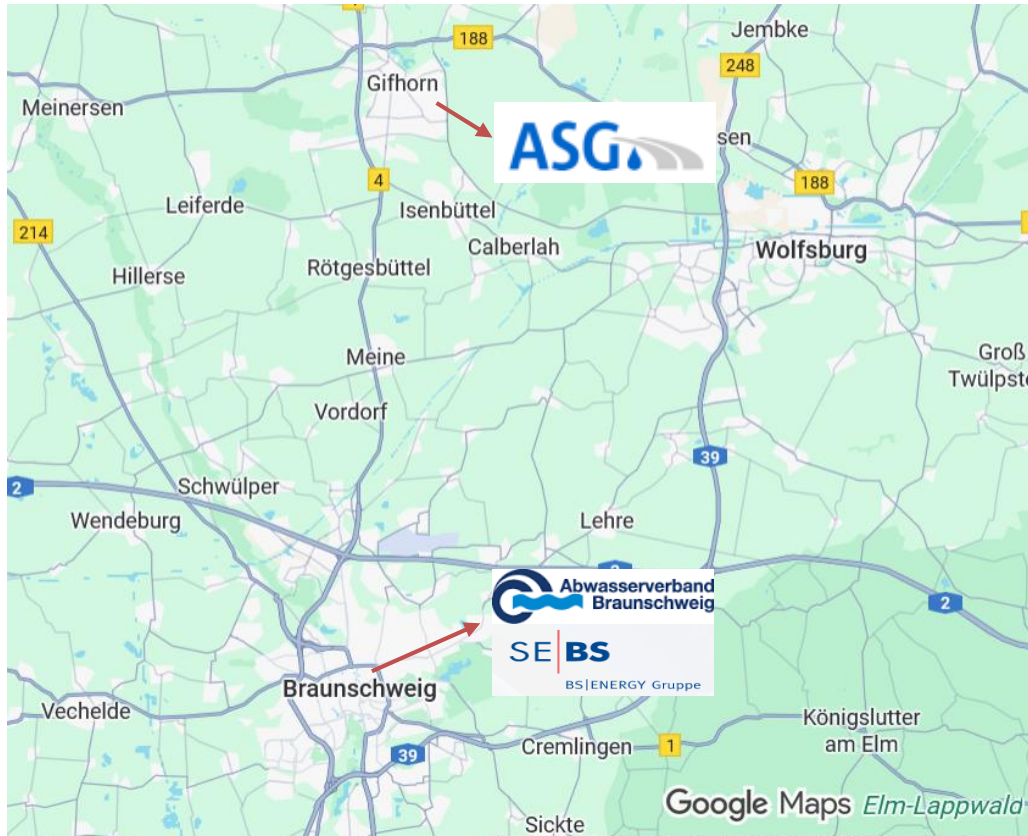 188
Jembke
248
Gifhorn
Meinersen
ASG
sen
4
188
Leiferde
Isenbüttel
214
Calberlah
Wolfsburg
Hillerse
Rötgesbüttel
Meine
Groß
Twülpste
Vordorf
39
2
Schwülper
Wendeburg
Lehre
2
Abwasserverband
Braunschweig
2
SE|BS
BS|ENERGY Gruppe
Braunschweig
Vechelde
Königslutter
am Elm
39
Cremlingen
1
Google Maps
Elm-Lappwald
Sickte